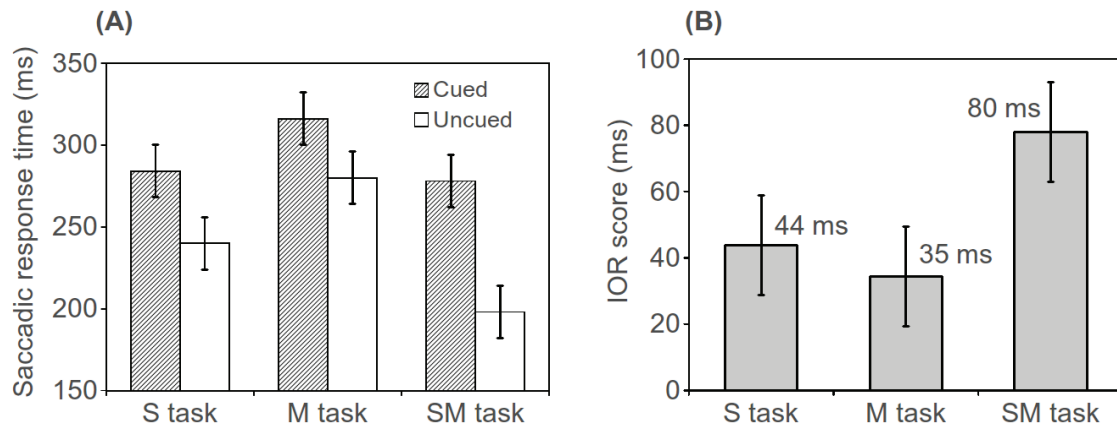 (A)
Saccadic response time (ms)
350
300
250
200
150
Cued
Uncued
S task
M task
SM task
(B)
IOR score (ms)
100
80
60
40
20
0
44 ms
35 ms
80 ms
S task
M task
SM task